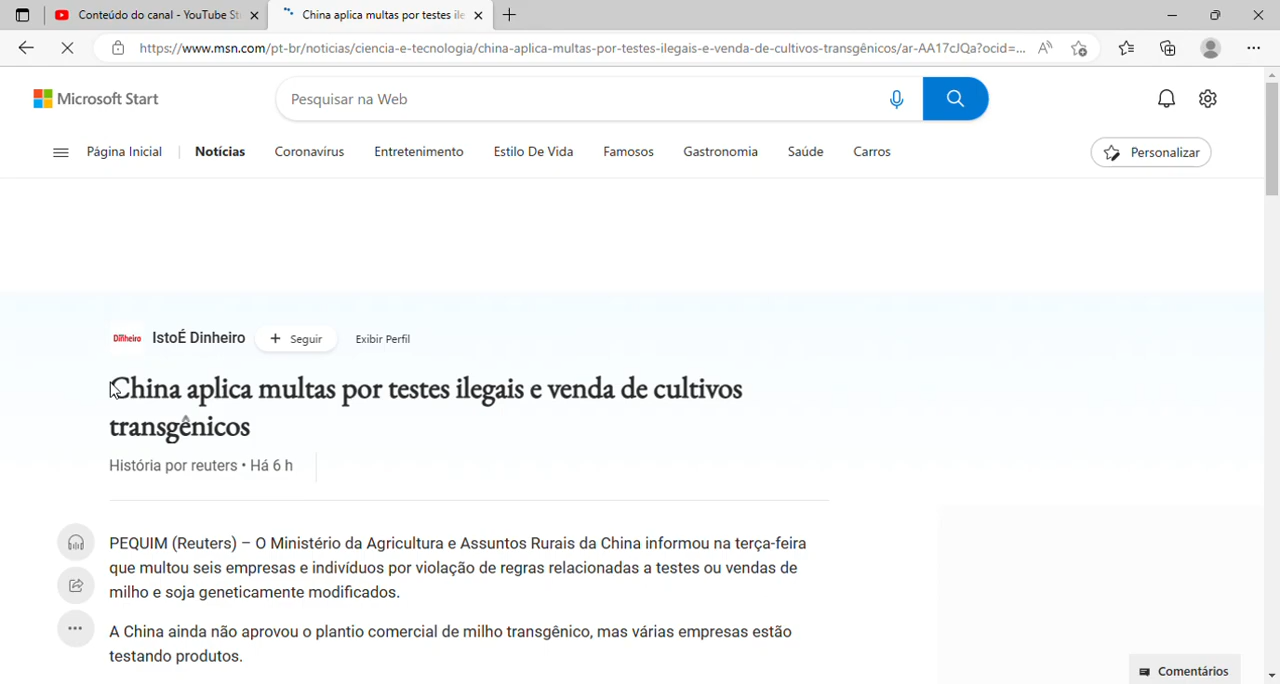 Conteúdo do canal - YouTube St
China aplica multas por testes ile
https://www.msn.com/pt-br/noticias/ciencia-e-tecnologia/china-aplica-multas-por-testes-ilegais-e-venda-de-cultivos-transgênicos/ar-AA17cJQa?ocid=...
Microsoft Start
Pesquisar na Web
Página Inicial
Notícias
Coronavírus
Entretenimento
Estilo De Vida
Famosos
Gastronomia
Saúde
Carros
Personalizar
Dinheiro
IstoÉ Dinheiro
Seguir
Exibir Perfil
China aplica multas por testes ilegais e venda de cultivos
transgênicos
História por reuters • Há 6 h
PEQUIM (Reuters) – O Ministério da Agricultura e Assuntos Rurais da China informou na terça-feira
que multou seis empresas e indivíduos por violação de regras relacionadas a testes ou vendas de
milho e soja geneticamente modificados.
A China ainda não aprovou o plantio comercial de milho transgênico, mas várias empresas estão
testando produtos.
Comentários